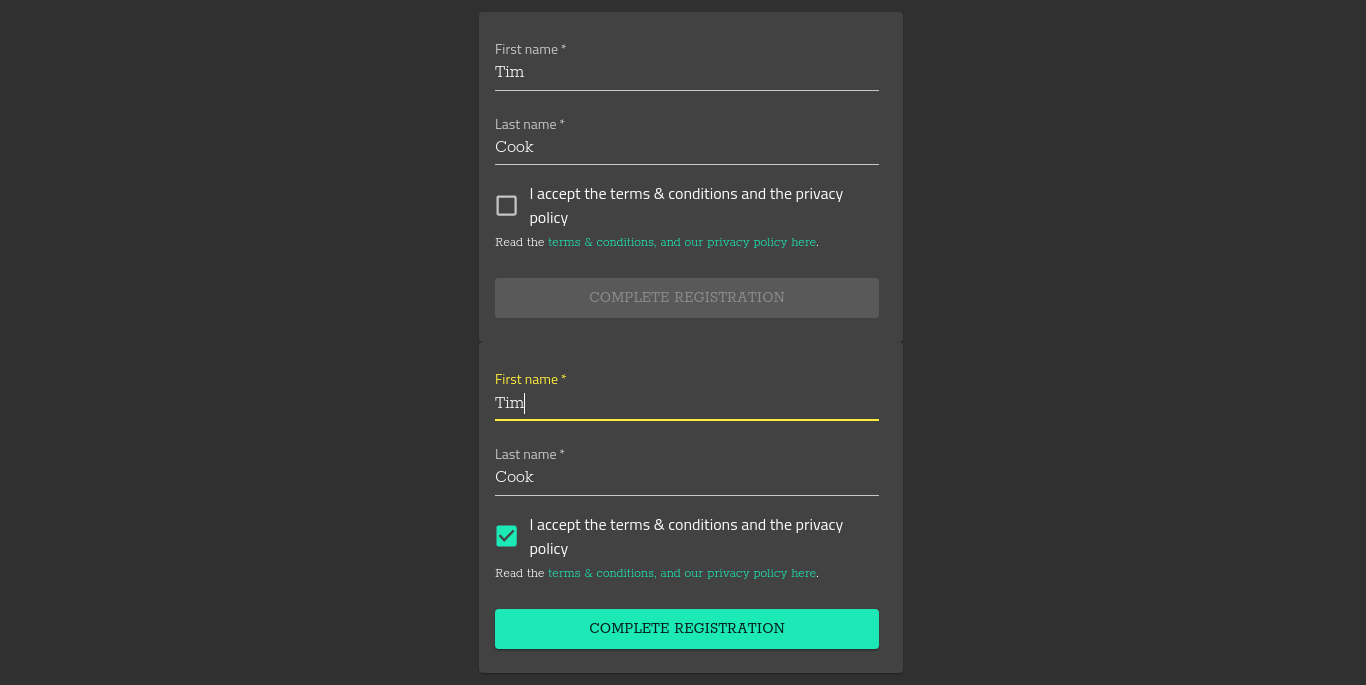 First name *
Tim
Last name *
Cook
I accept the terms & conditions and the privacy
policy
Read the terms & conditions, and our privacy policy here.
COMPLETE REGISTRATION
First name *
Tim
Last name *
Cook
I accept the terms & conditions and the privacy
policy
Read the terms & conditions, and our privacy policy here.
COMPLETE REGISTRATION